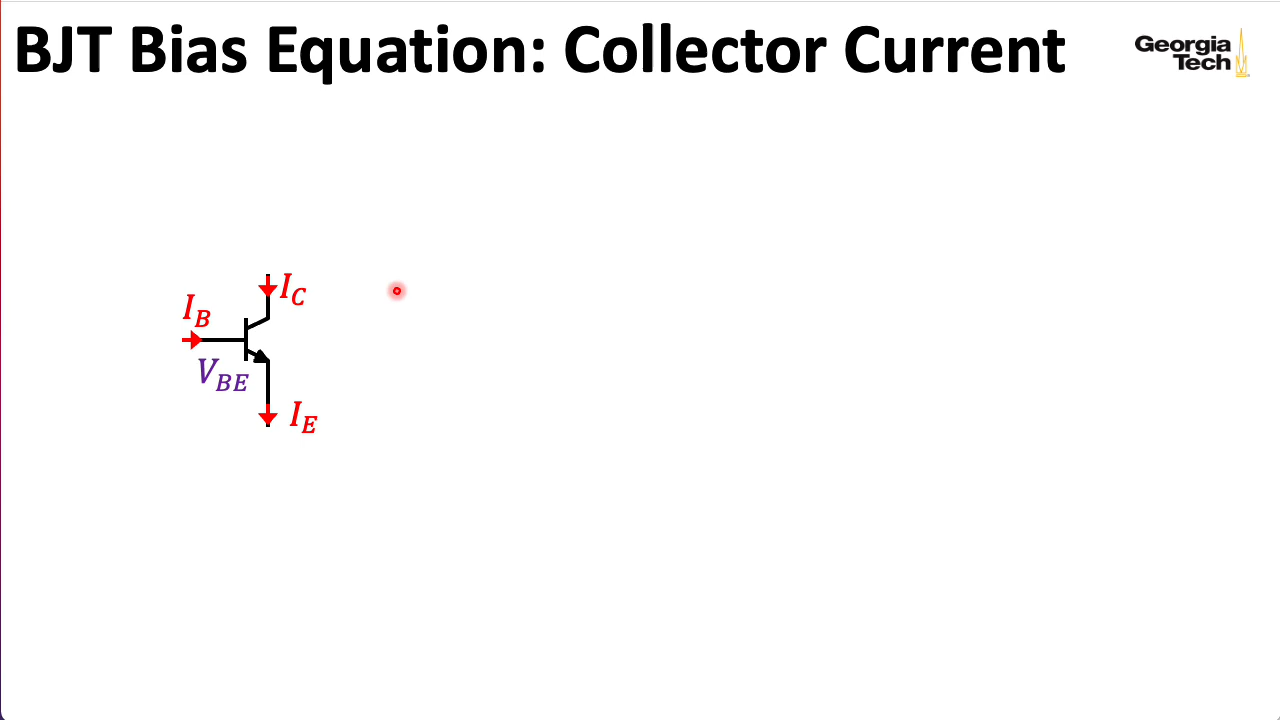 BJT Bias Equation: Collector Current
Georgia
Tech
I_C
I_B
V_BE
I_E